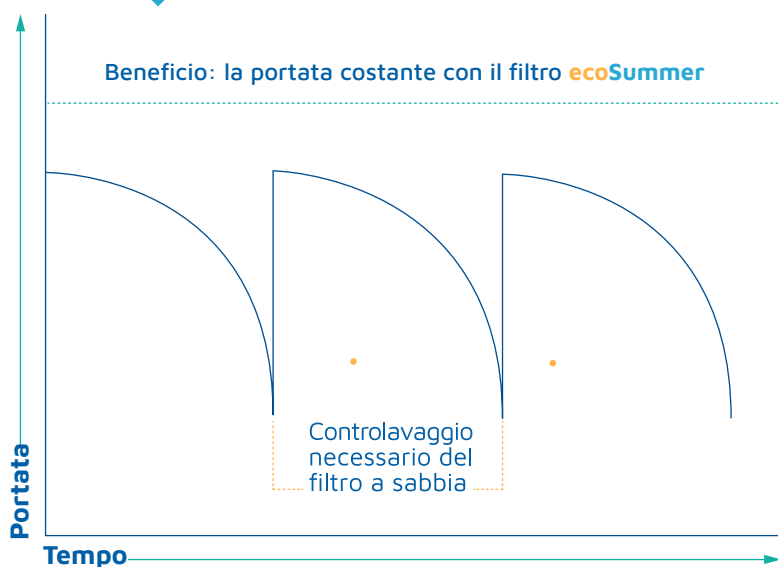 Beneficio: la portata costante con il filtro ecoSummer
Controlavaggio
necessario del
filtro a sabbia
Portata
Tempo